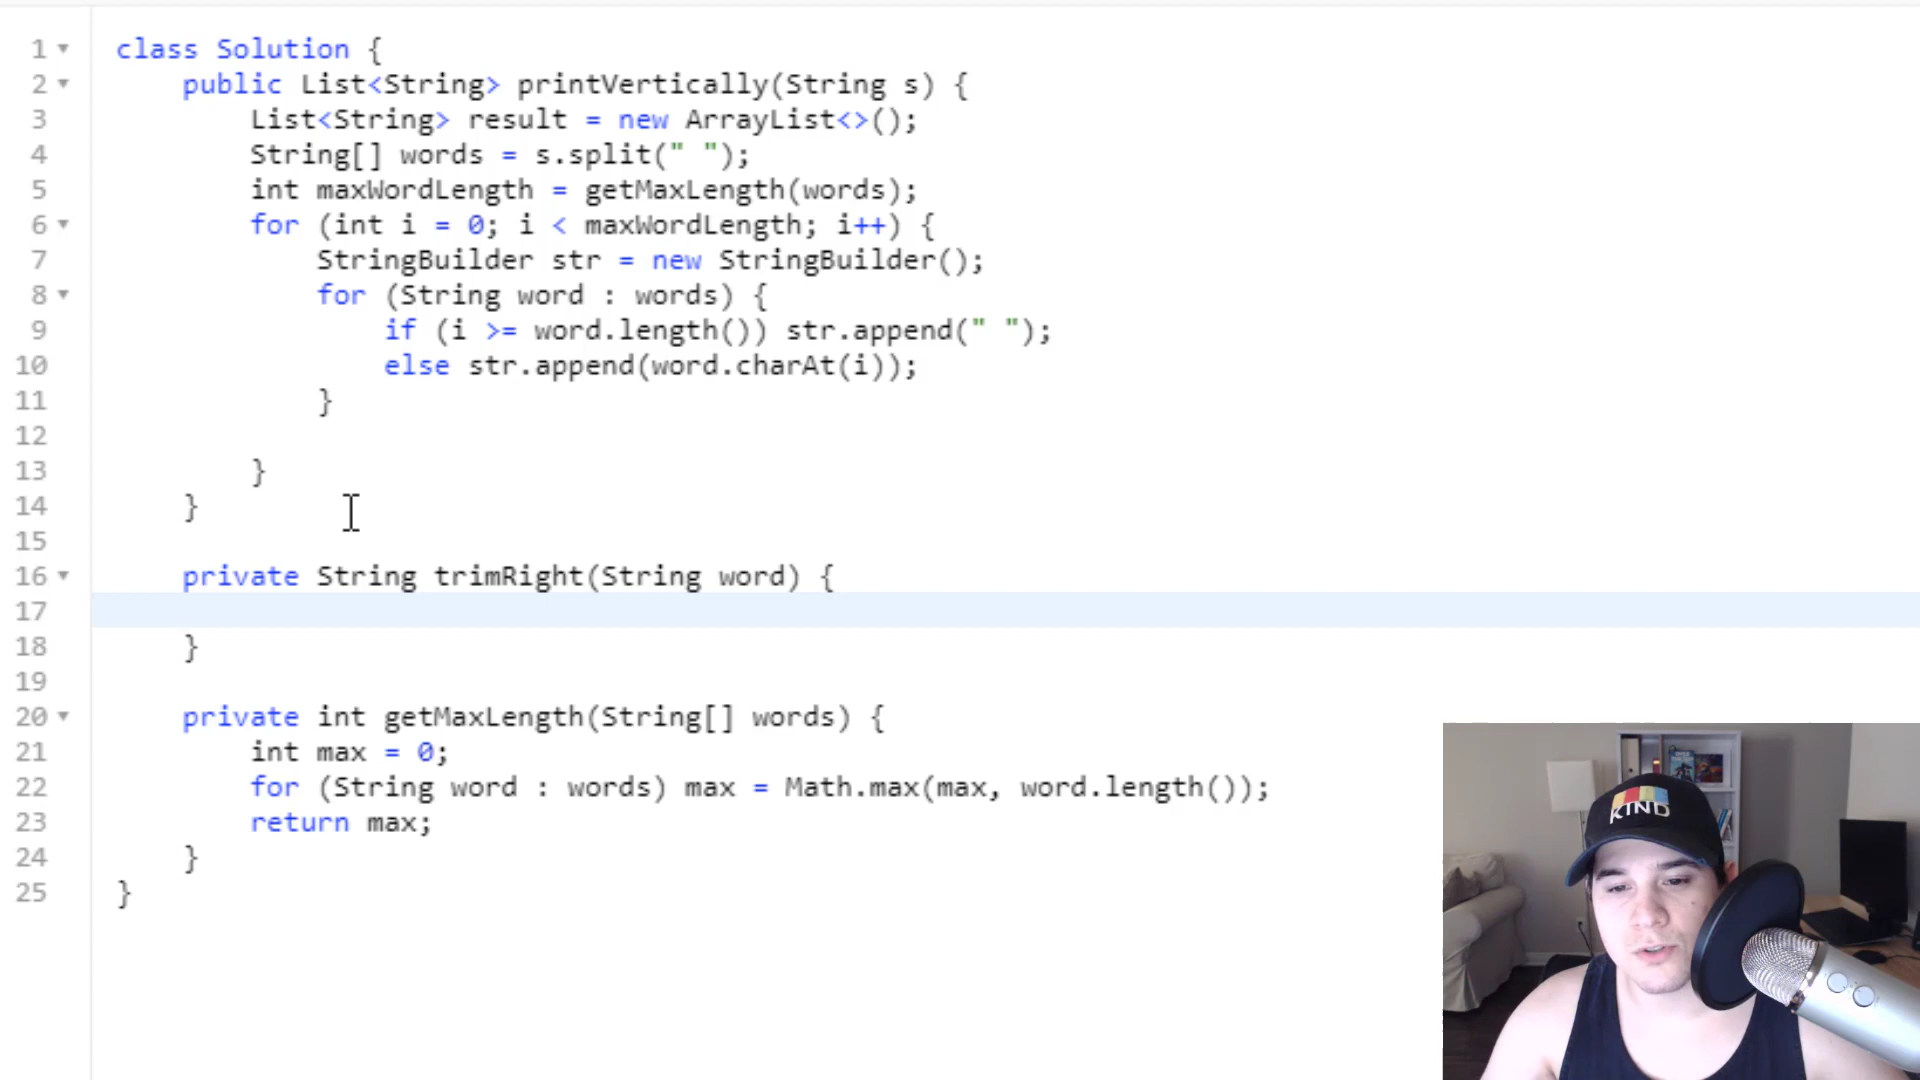 1 class Solution {
2 public List<String> printVertically(String s) {
3 List<String> result = new ArrayList<>();
4 String[] words = s.split(" ");
5 int maxWordLength = getMaxLength(words);
6 for (int i = 0; i < maxWordLength; i++) {
7 StringBuilder str = new StringBuilder();
8 for (String word : words) {
9 if (i >= word.length()) str.append(" ");
10 else str.append(word.charAt(i));
11 }
12
13 }
14 }
15
16 private String trimRight(String word) {
17
18 }
19
20 private int getMaxLength(String[] words) {
21 int max = 0;
22 for (String word : words) max = Math.max(max, word.length());
23 return max;
24 }
25 }
KIND